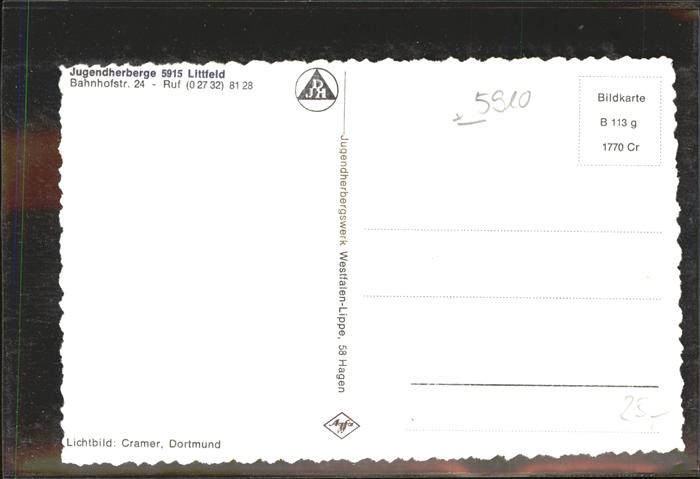 Jugendherberge 5915 Littfeld
Bahnhofstr. 24 - Ruf (0 27 32) 81 28
DJH
Jugendherbergswerk Westfalen-Lippe, 58 Hagen
Agfa
Lichtbild: Cramer, Dortmund
5910
Bildkarte
B 113 g
1770 Cr
25,-